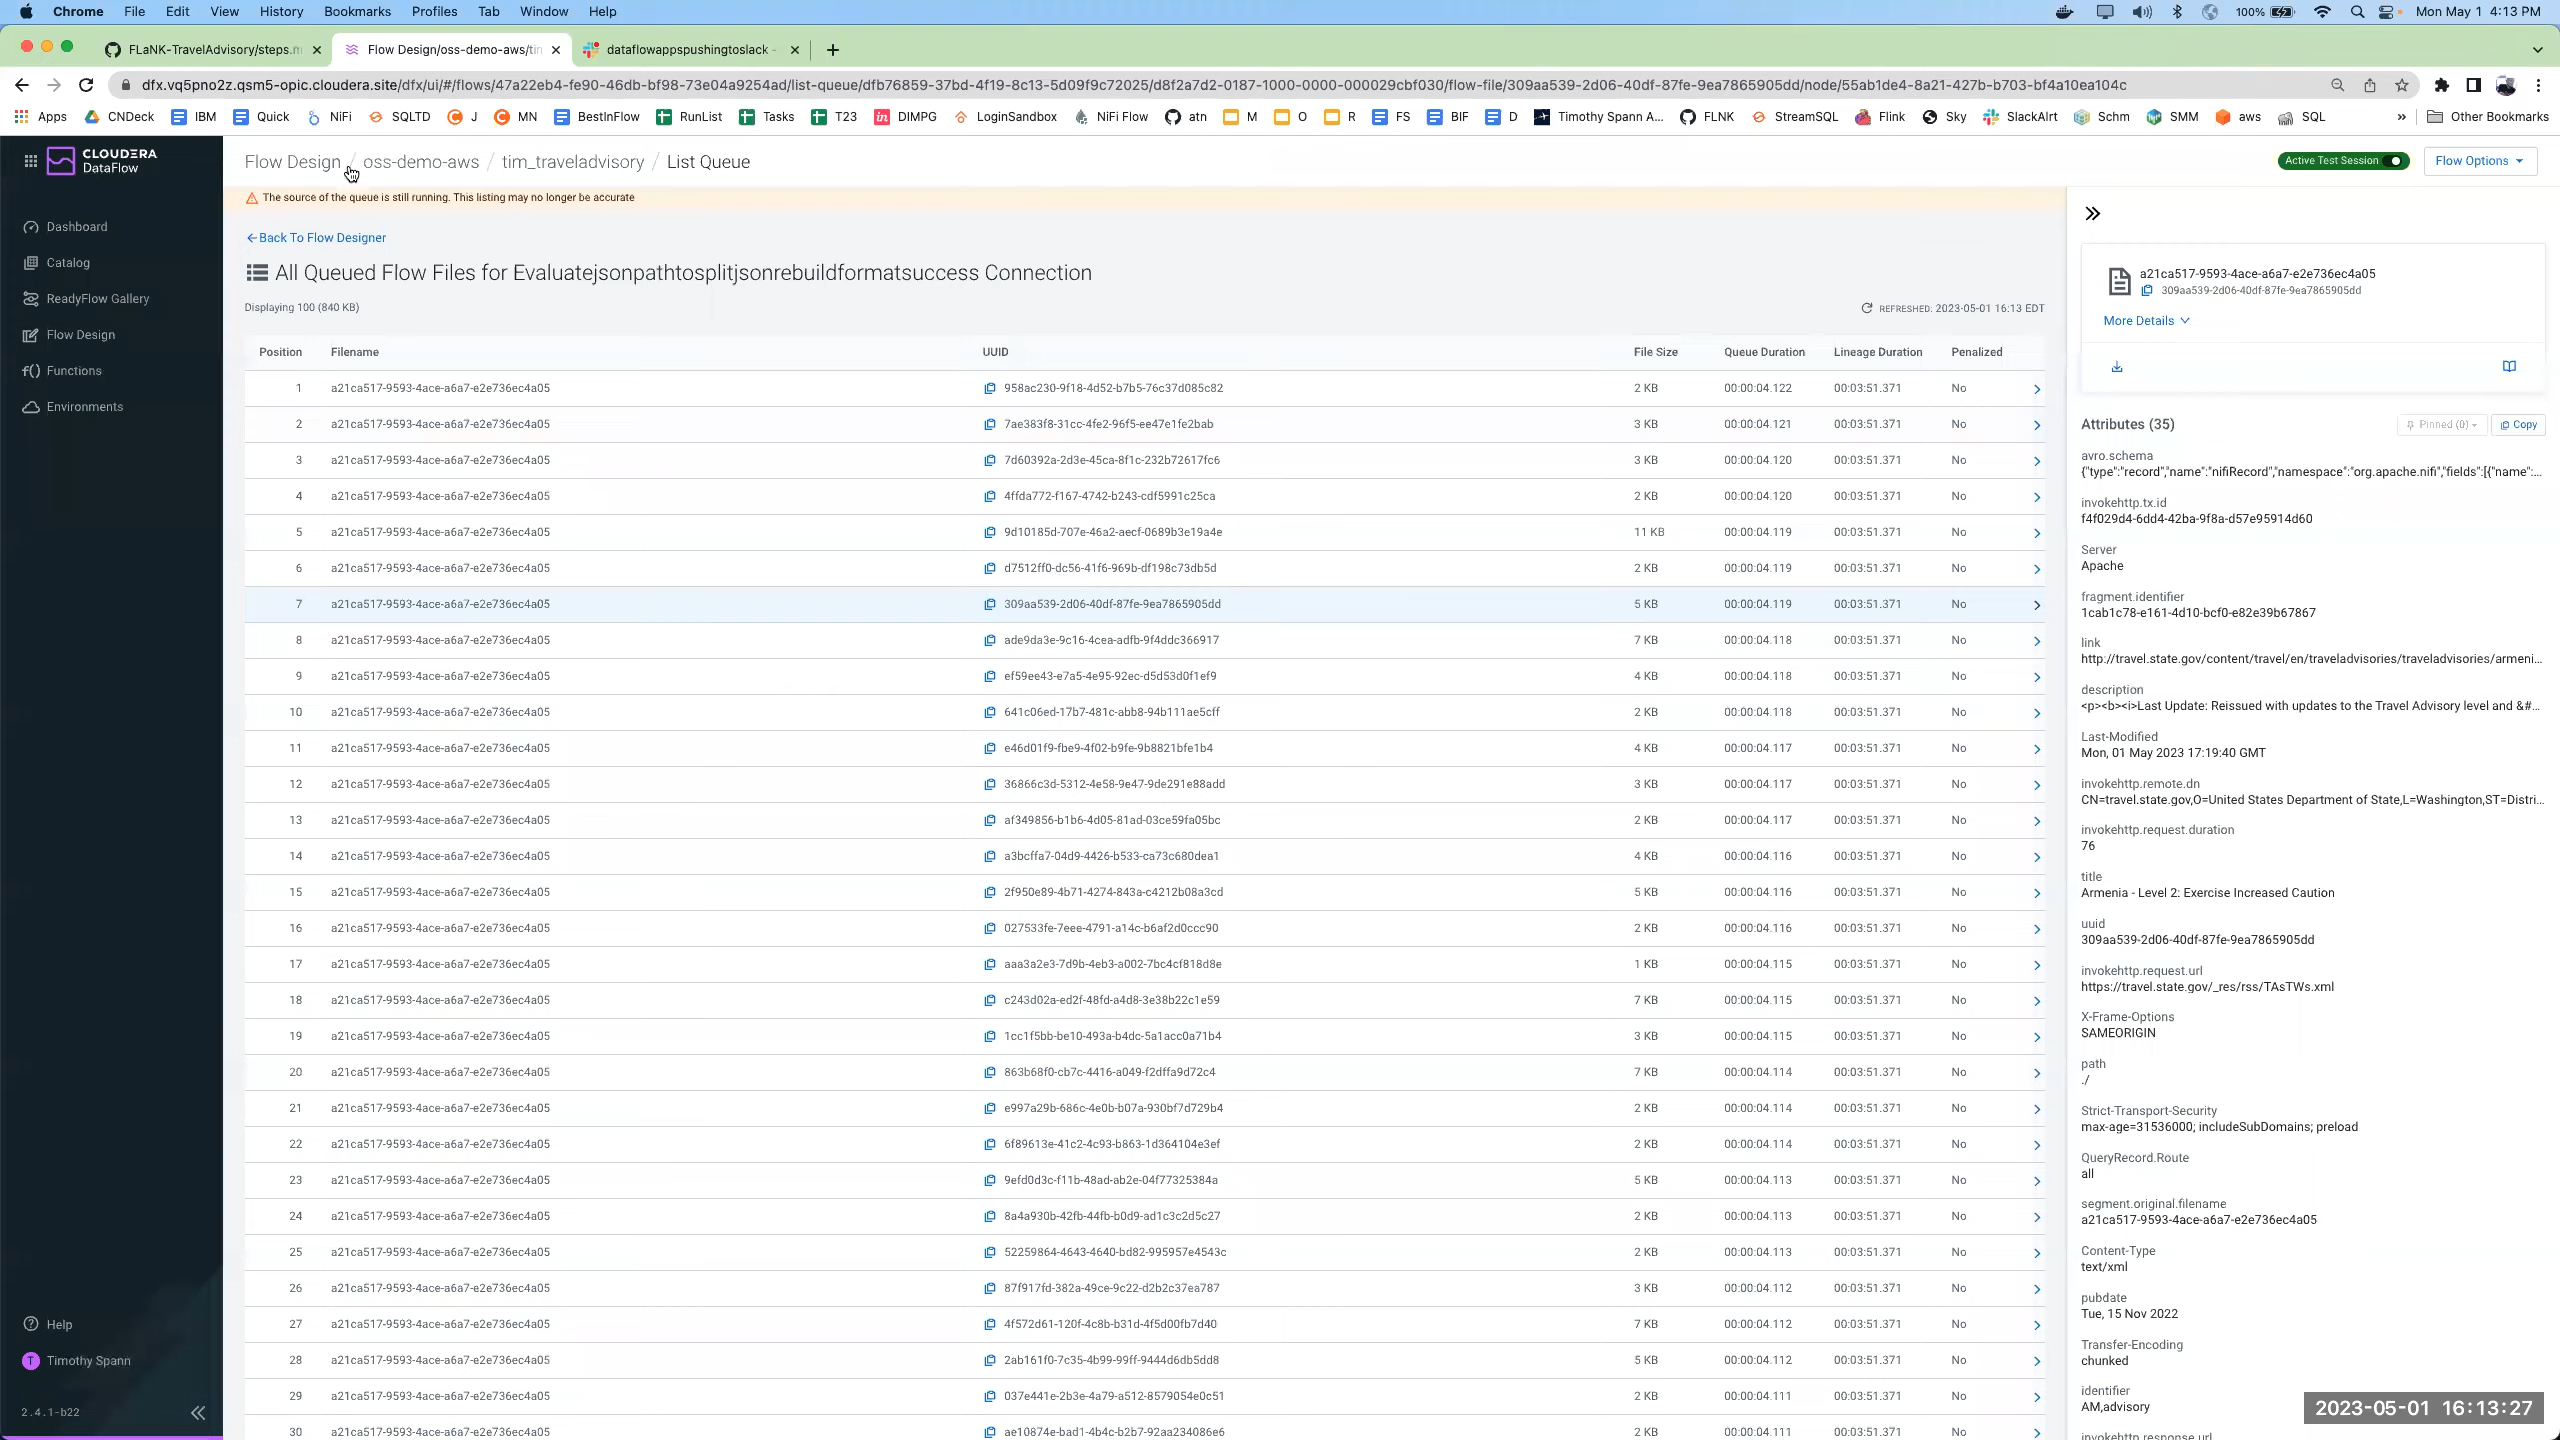 Chrome File Edit View History Bookmarks Profiles Tab Window Help 100% Mon May 1 4:13 PM
FLaNK-TravelAdvisory/steps.m Flow Design/oss-demo-aws/tim dataflowappspushingtoslack -
dfx.vq5pno2z.qsm5-opic.cloudera.site/dfx/ui/#/flows/47a22eb4-fe90-46db-bf98-73e04a9254ad/list-queue/dfb76859-37bd-4f19-8c13-5d09f9c72025/d8f2a7d2-0187-1000-0000-000029cbf030/flow-file/309aa539-2d06-40df-87fe-9ea7865905dd/node/55ab1de4-8a21-427b-b703-bf4a10ea104c
Apps CNDeck IBM Quick NiFi SQLTD J MN BestInFlow RunList Tasks T23 DIMPG LoginSandbox NiFi Flow atn M O R FS BIF D Timothy Spann A... FLNK StreamSQL Flink Sky SlackAlrt Schm SMM aws SQL » Other Bookmarks
CLOUDERA
DataFlow
Dashboard
Catalog
ReadyFlow Gallery
Flow Design
Functions
Environments
Help
T Timothy Spann
2.4.1-b22
Flow Design / oss-demo-aws / tim_traveladvisory / List Queue
Active Test Session
Flow Options
The source of the queue is still running. This listing may no longer be accurate
Back To Flow Designer
All Queued Flow Files for Evaluatejsonpathtosplitjsonrebuildformatsuccess Connection
Displaying 100 (840 KB)
REFRESHED: 2023-05-01 16:13 EDT
Position Filename UUID File Size Queue Duration Lineage Duration Penalized
1 a21ca517-9593-4ace-a6a7-e2e736ec4a05 958ac230-9f18-4d52-b7b5-76c37d085c82 2 KB 00:00:04.122 00:03:51.371 No
2 a21ca517-9593-4ace-a6a7-e2e736ec4a05 7ae383f8-31cc-4fe2-96f5-ee47e1fe2bab 3 KB 00:00:04.121 00:03:51.371 No
3 a21ca517-9593-4ace-a6a7-e2e736ec4a05 7d60392a-2d3e-45ca-8f1c-232b72617fc6 3 KB 00:00:04.120 00:03:51.371 No
4 a21ca517-9593-4ace-a6a7-e2e736ec4a05 4ffda772-f167-4742-b243-cdf5991c25ca 2 KB 00:00:04.120 00:03:51.371 No
5 a21ca517-9593-4ace-a6a7-e2e736ec4a05 9d10185d-707e-46a2-aecf-0689b3e19a4e 11 KB 00:00:04.119 00:03:51.371 No
6 a21ca517-9593-4ace-a6a7-e2e736ec4a05 d7512ff0-dc56-41f6-969b-df198c73db5d 2 KB 00:00:04.119 00:03:51.371 No
7 a21ca517-9593-4ace-a6a7-e2e736ec4a05 309aa539-2d06-40df-87fe-9ea7865905dd 5 KB 00:00:04.119 00:03:51.371 No
8 a21ca517-9593-4ace-a6a7-e2e736ec4a05 ade9da3e-9c16-4cea-adfb-9f4ddc366917 7 KB 00:00:04.118 00:03:51.371 No
9 a21ca517-9593-4ace-a6a7-e2e736ec4a05 ef59ee43-e7a5-4e95-92ec-d5d53d0f1ef9 4 KB 00:00:04.118 00:03:51.371 No
10 a21ca517-9593-4ace-a6a7-e2e736ec4a05 641c06ed-17b7-481c-abb8-94b111ae5cff 2 KB 00:00:04.118 00:03:51.371 No
11 a21ca517-9593-4ace-a6a7-e2e736ec4a05 e46d01f9-fbe9-4f02-b9fe-9b8821bfe1b4 4 KB 00:00:04.117 00:03:51.371 No
12 a21ca517-9593-4ace-a6a7-e2e736ec4a05 36866c3d-5312-4e58-9e47-9de291e88add 3 KB 00:00:04.117 00:03:51.371 No
13 a21ca517-9593-4ace-a6a7-e2e736ec4a05 af349856-b1b6-4d05-81ad-03ce59fa05bc 2 KB 00:00:04.117 00:03:51.371 No
14 a21ca517-9593-4ace-a6a7-e2e736ec4a05 a3bcffa7-04d9-4426-b533-ca73c680dea1 4 KB 00:00:04.116 00:03:51.371 No
15 a21ca517-9593-4ace-a6a7-e2e736ec4a05 2f950e89-4b71-4274-843a-c4212b08a3cd 5 KB 00:00:04.116 00:03:51.371 No
16 a21ca517-9593-4ace-a6a7-e2e736ec4a05 027533fe-7eee-4791-a14c-b6af2d0ccc90 2 KB 00:00:04.116 00:03:51.371 No
17 a21ca517-9593-4ace-a6a7-e2e736ec4a05 aaa3a2e3-7d9b-4eb3-a002-7bc4cf818d8e 1 KB 00:00:04.115 00:03:51.371 No
18 a21ca517-9593-4ace-a6a7-e2e736ec4a05 c243d02a-ed2f-48fd-a4d8-3e38b22c1e59 7 KB 00:00:04.115 00:03:51.371 No
19 a21ca517-9593-4ace-a6a7-e2e736ec4a05 1cc1f5bb-be10-493a-b4dc-5a1acc0a71b4 3 KB 00:00:04.115 00:03:51.371 No
20 a21ca517-9593-4ace-a6a7-e2e736ec4a05 863b68f0-cb7c-4416-a049-f2dffa9d72c4 7 KB 00:00:04.114 00:03:51.371 No
21 a21ca517-9593-4ace-a6a7-e2e736ec4a05 e997a29b-686c-4e0b-b07a-930bf7d729b4 2 KB 00:00:04.114 00:03:51.371 No
22 a21ca517-9593-4ace-a6a7-e2e736ec4a05 6f89613e-41c2-4c93-b863-1d364104e3ef 2 KB 00:00:04.114 00:03:51.371 No
23 a21ca517-9593-4ace-a6a7-e2e736ec4a05 9efd0d3c-f11b-48ad-ab2e-04f77325384a 5 KB 00:00:04.113 00:03:51.371 No
24 a21ca517-9593-4ace-a6a7-e2e736ec4a05 8a4a930b-42fb-44fb-b0d9-ad1c3c2d5c27 2 KB 00:00:04.113 00:03:51.371 No
25 a21ca517-9593-4ace-a6a7-e2e736ec4a05 52259864-4643-4640-bd82-995957e4543c 2 KB 00:00:04.113 00:03:51.371 No
26 a21ca517-9593-4ace-a6a7-e2e736ec4a05 87f917fd-382a-49ce-9c22-d2b2c37ea787 3 KB 00:00:04.112 00:03:51.371 No
27 a21ca517-9593-4ace-a6a7-e2e736ec4a05 4f572d61-120f-4c8b-b31d-4f5d00fb7d40 7 KB 00:00:04.112 00:03:51.371 No
28 a21ca517-9593-4ace-a6a7-e2e736ec4a05 2ab161f0-7c35-4b99-99ff-9444d6db5dd8 5 KB 00:00:04.112 00:03:51.371 No
29 a21ca517-9593-4ace-a6a7-e2e736ec4a05 037e441e-2b3e-4a79-a512-8579054e0c51 2 KB 00:00:04.111 00:03:51.371 No
30 a21ca517-9593-4ace-a6a7-e2e736ec4a05 ae10874e-bad1-4b4c-b2b7-92aa234086e6 2 KB 00:00:04.111 00:03:51.371 No
a21ca517-9593-4ace-a6a7-e2e736ec4a05
309aa539-2d06-40df-87fe-9ea7865905dd
More Details
Attributes (35) Pinned (0) Copy
avro.schema
{"type":"record","name":"nifiRecord","namespace":"org.apache.nifi","fields":[{"name":...
invokehttp.tx.id
f4f029d4-6dd4-42ba-9f8a-d57e95914d60
Server
Apache
fragment.identifier
1cab1c78-e161-4d10-bcf0-e82e39b67867
link
http://travel.state.gov/content/travel/en/traveladvisories/traveladvisories/armeni...
description
<p><b><i>Last Update: Reissued with updates to the Travel Advisory level and &#...
Last-Modified
Mon, 01 May 2023 17:19:40 GMT
invokehttp.remote.dn
CN=travel.state.gov,O=United States Department of State,L=Washington,ST=Distri...
invokehttp.request.duration
76
title
Armenia - Level 2: Exercise Increased Caution
uuid
309aa539-2d06-40df-87fe-9ea7865905dd
invokehttp.request.url
https://travel.state.gov/_res/rss/TAsTWs.xml
X-Frame-Options
SAMEORIGIN
path
./
Strict-Transport-Security
max-age=31536000; includeSubDomains; preload
QueryRecord.Route
all
segment.original.filename
a21ca517-9593-4ace-a6a7-e2e736ec4a05
Content-Type
text/xml
pubdate
Tue, 15 Nov 2022
Transfer-Encoding
chunked
identifier
AM,advisory
invokehttp.response.url
2023-05-01 16:13:27